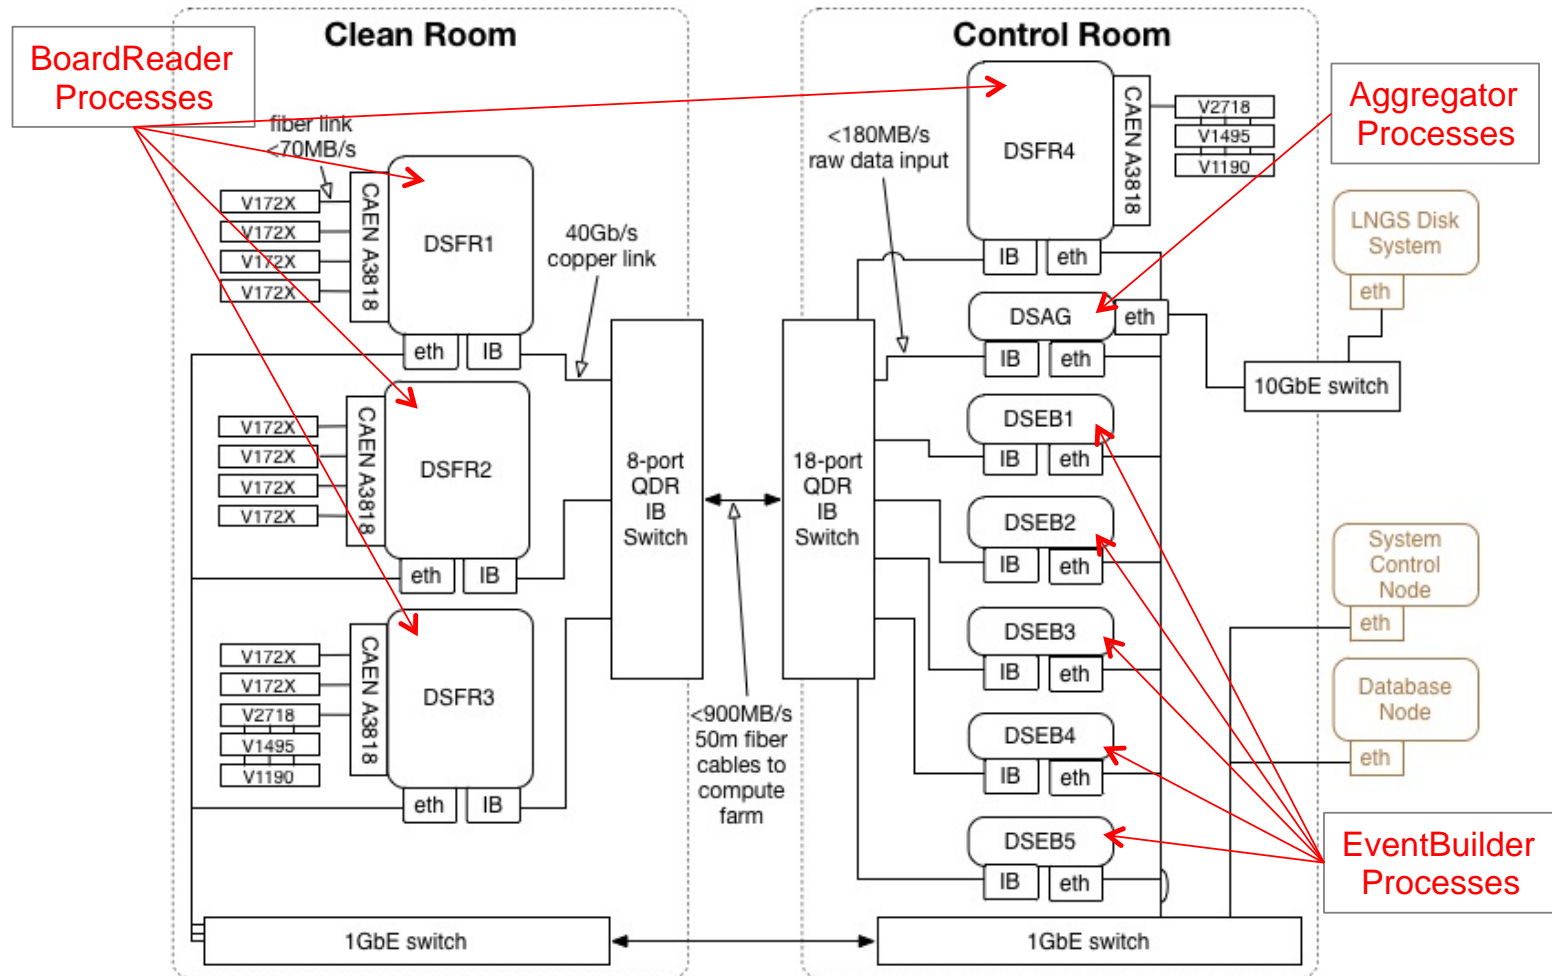 Clean Room
Control Room
BoardReader
Processes
Aggregator
Processes
fiber link
<70MB/s
V172X
V172X
V172X
V172X
CAEN A3818
DSFR1
eth
IB
40Gb/s
copper link
V172X
V172X
V172X
V172X
CAEN A3818
DSFR2
eth
IB
V172X
V172X
V2718
V1495
V1190
CAEN A3818
DSFR3
eth
IB
8-port
QDR
IB
Switch
<900MB/s
50m fiber
cables to
compute
farm
18-port
QDR
IB
Switch
<180MB/s
raw data input
DSFR4
CAEN A3818
V2718
V1495
V1190
IB
eth
DSAG
eth
IB
eth
DSEB1
IB
eth
DSEB2
IB
eth
DSEB3
IB
eth
DSEB4
IB
eth
DSEB5
IB
eth
LNGS Disk
System
eth
10GbE switch
System
Control
Node
eth
Database
Node
eth
EventBuilder
Processes
1GbE switch
1GbE switch